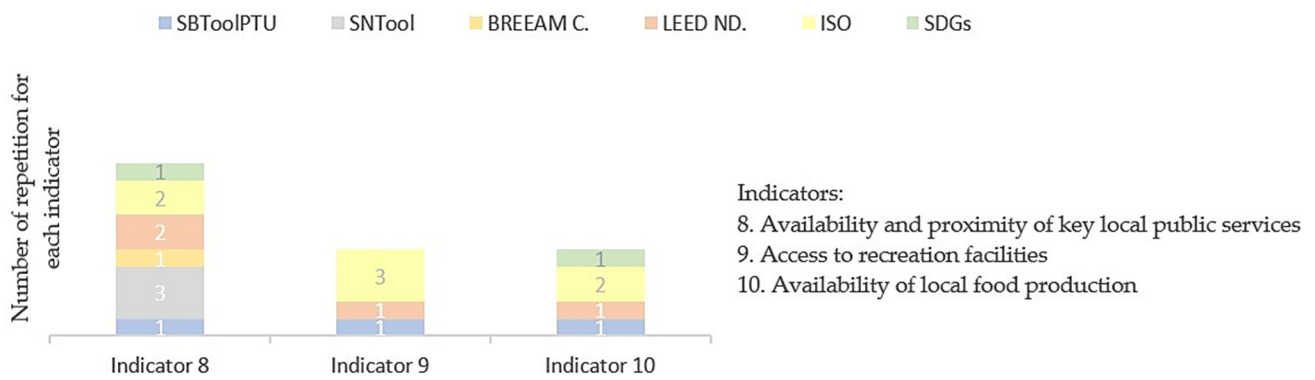 SBToolPTU SNTool BREEAM C. LEED ND. ISO SDGs
Number of repetition for
each indicator
1
2
2
1
3
1
3
1
1
1
2
1
1
Indicator 8 Indicator 9 Indicator 10
Indicators:
8. Availability and proximity of key local public services
9. Access to recreation facilities
10. Availability of local food production